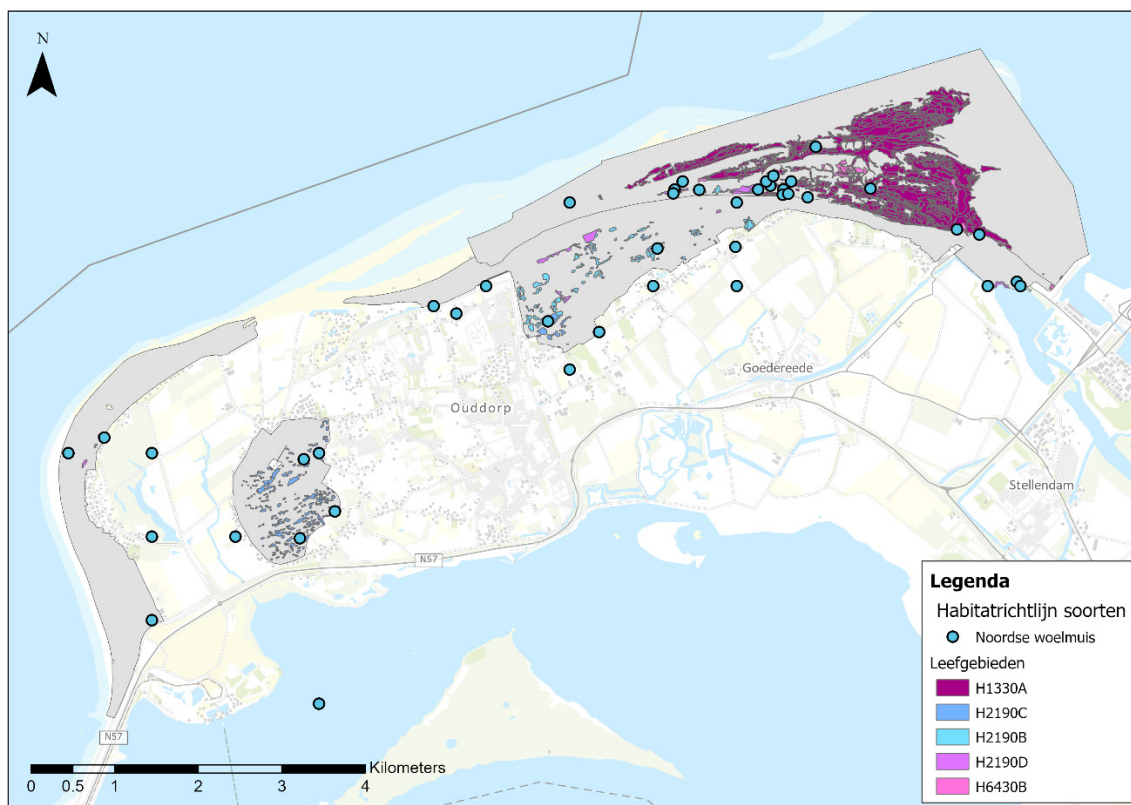 N
Goedereede
Ouddorp
Stellendam
N57
N57
Kilometers
0 0.5 1 2 3 4
Legenda
Habitatrichtlijn soorten
Noordse woelmuis
Leefgebieden
H1330A
H2190C
H2190B
H2190D
H6430B